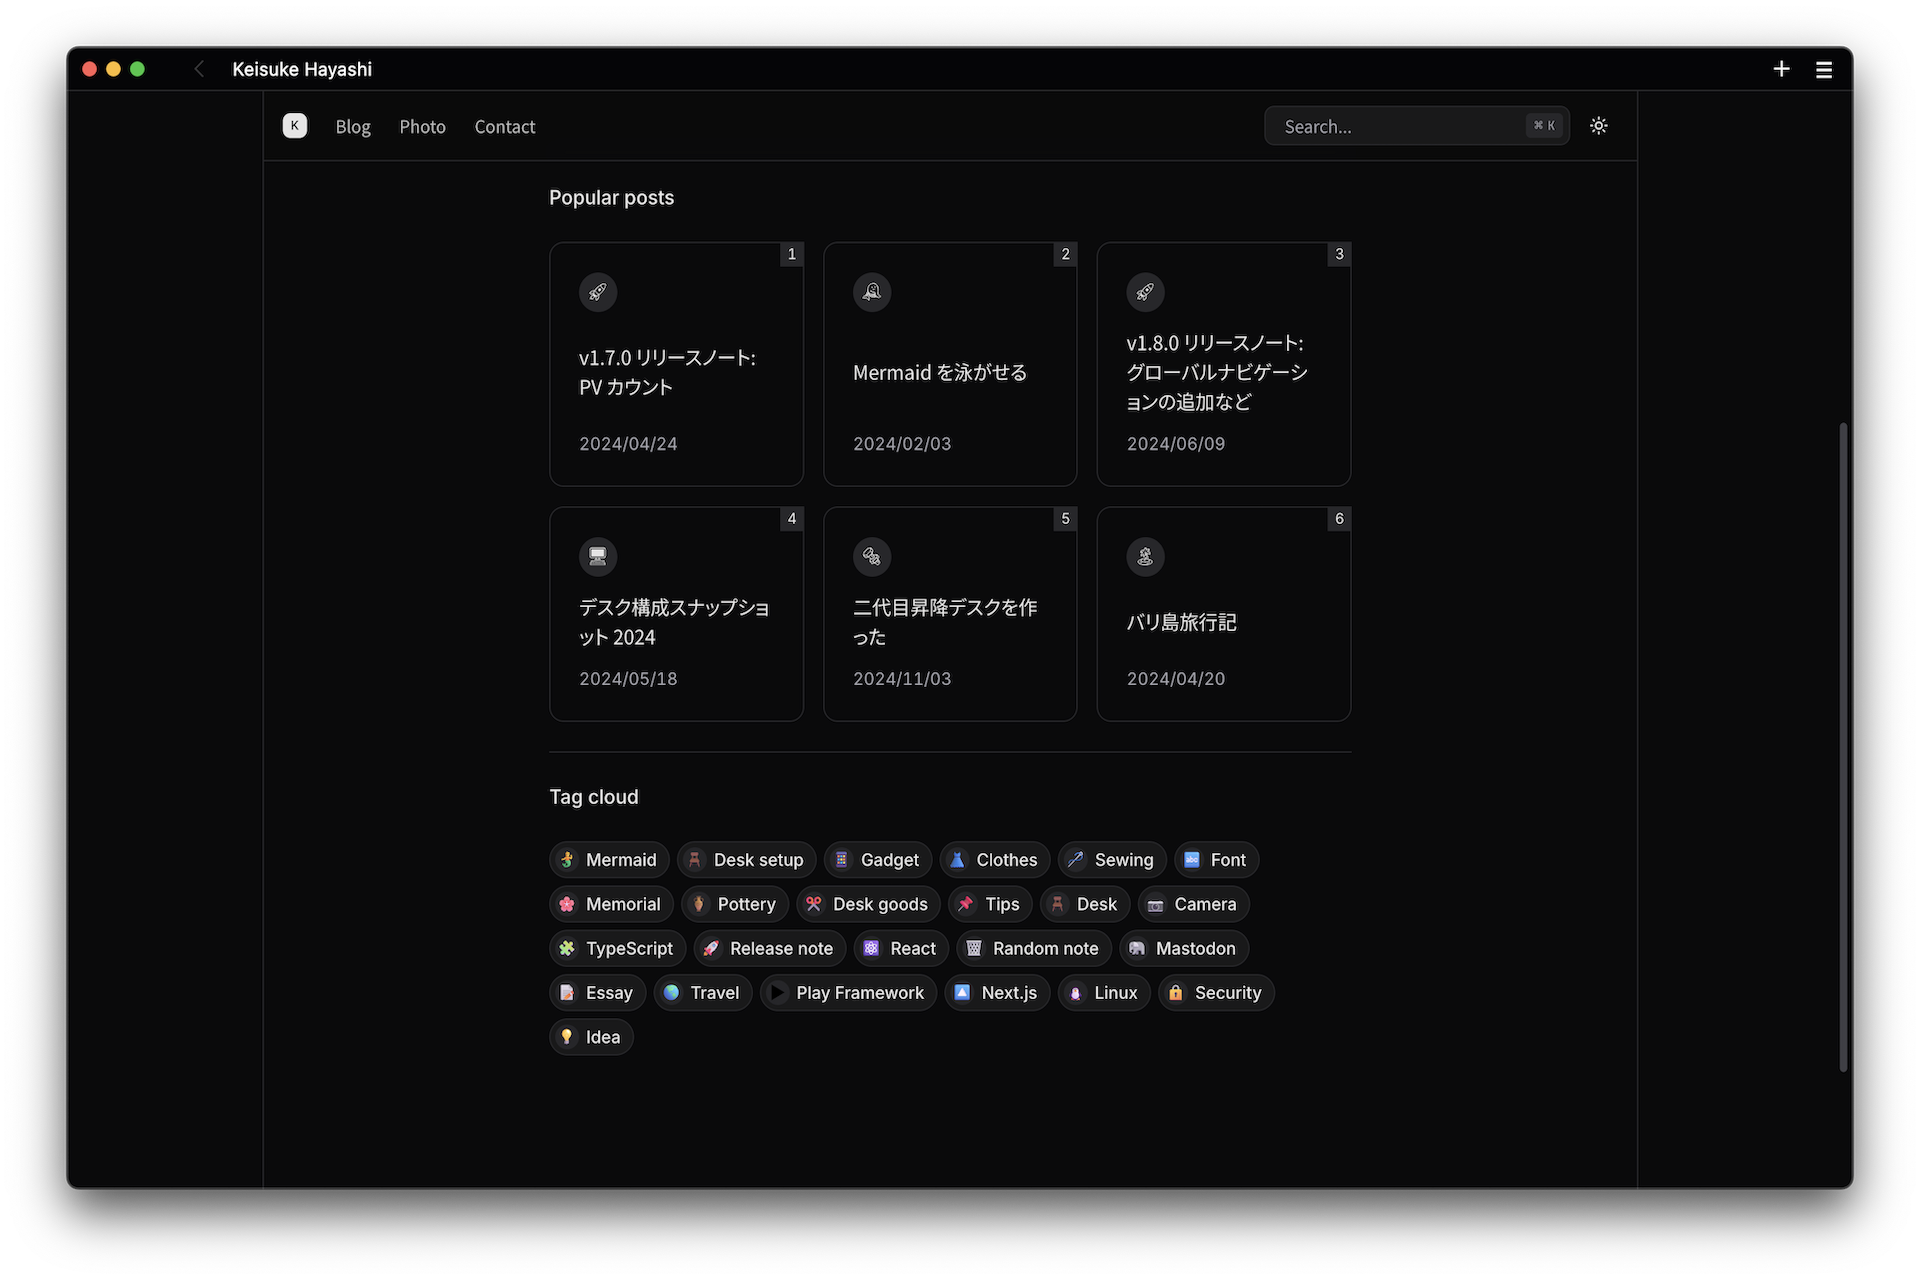 Keisuke Hayashi
K
Blog
Photo
Contact
Search...
⌘ K
Popular posts
1
v1.7.0 リリースノート:
PV カウント
2024/04/24
2
Mermaid を泳がせる
2024/02/03
3
v1.8.0 リリースノート:
グローバルナビゲーシ
ョンの追加など
2024/06/09
4
デスク構成スナップショ
ット 2024
2024/05/18
5
二代目昇降デスクを作
った
2024/11/03
6
バリ島旅行記
2024/04/20
Tag cloud
Mermaid
Desk setup
Gadget
Clothes
Sewing
abc
Font
Memorial
Pottery
Desk goods
Tips
Desk
Camera
TypeScript
Release note
React
Random note
Mastodon
Essay
Travel
Play Framework
Next.js
Linux
Security
Idea